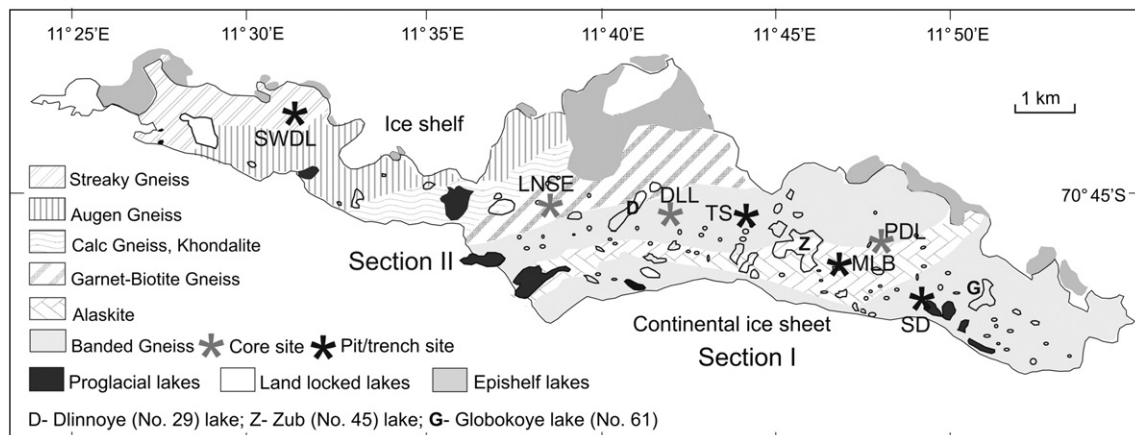 11°25'E 11°30'E 11°35'E 11°40'E 11°45'E 11°50'E
1 km
Ice shelf
SWDL
Streaky Gneiss
LNSE
DLL
70°45'S
D
TS
Augen Gneiss
PDL
Z
Calc Gneiss, Khondalite
Section II
MLB
Garnet-Biotite Gneiss
G
Alaskite
Continental ice sheet
SD
Banded Gneiss Core site Pit/trench site
Section I
Proglacial lakes Land locked lakes Epishelf lakes
D- Dlinnoye (No. 29) lake; Z- Zub (No. 45) lake; G- Globokoye lake (No. 61)